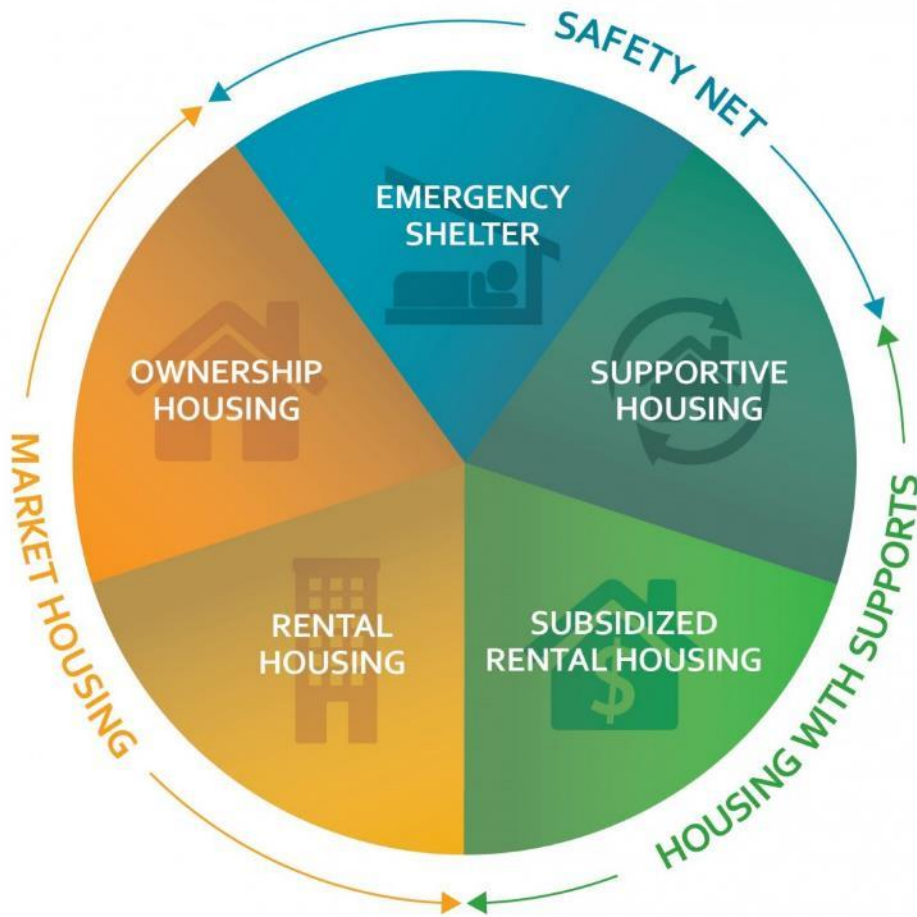 SAFETY NET
EMERGENCY
SHELTER
OWNERSHIP
HOUSING
SUPPORTIVE
HOUSING
MARKET HOUSING
RENTAL
HOUSING
SUBSIDIZED
RENTAL HOUSING
$
HOUSING WITH SUPPORTS